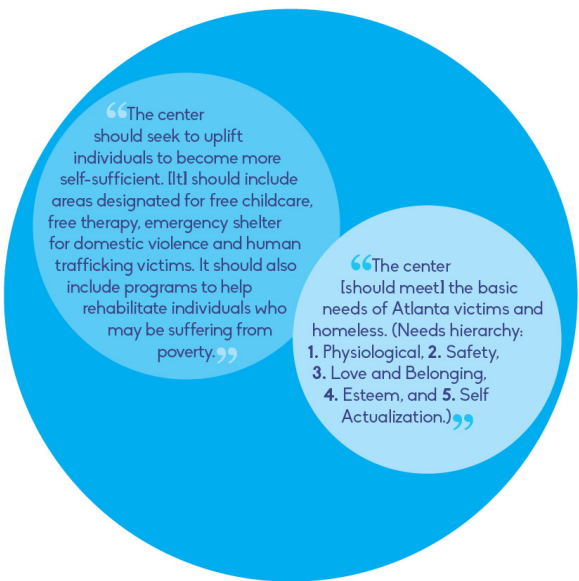 “The center
should seek to uplift
individuals to become more
self-sufficient. [It] should include
areas designated for free childcare,
free therapy, emergency shelter
for domestic violence and human
trafficking victims. It should also
include programs to help
rehabilitate individuals who
may be suffering from
poverty.”
“The center
[should meet] the basic
needs of Atlanta victims and
homeless. (Needs hierarchy:
1. Physiological, 2. Safety,
3. Love and Belonging,
4. Esteem, and 5. Self
Actualization.)”